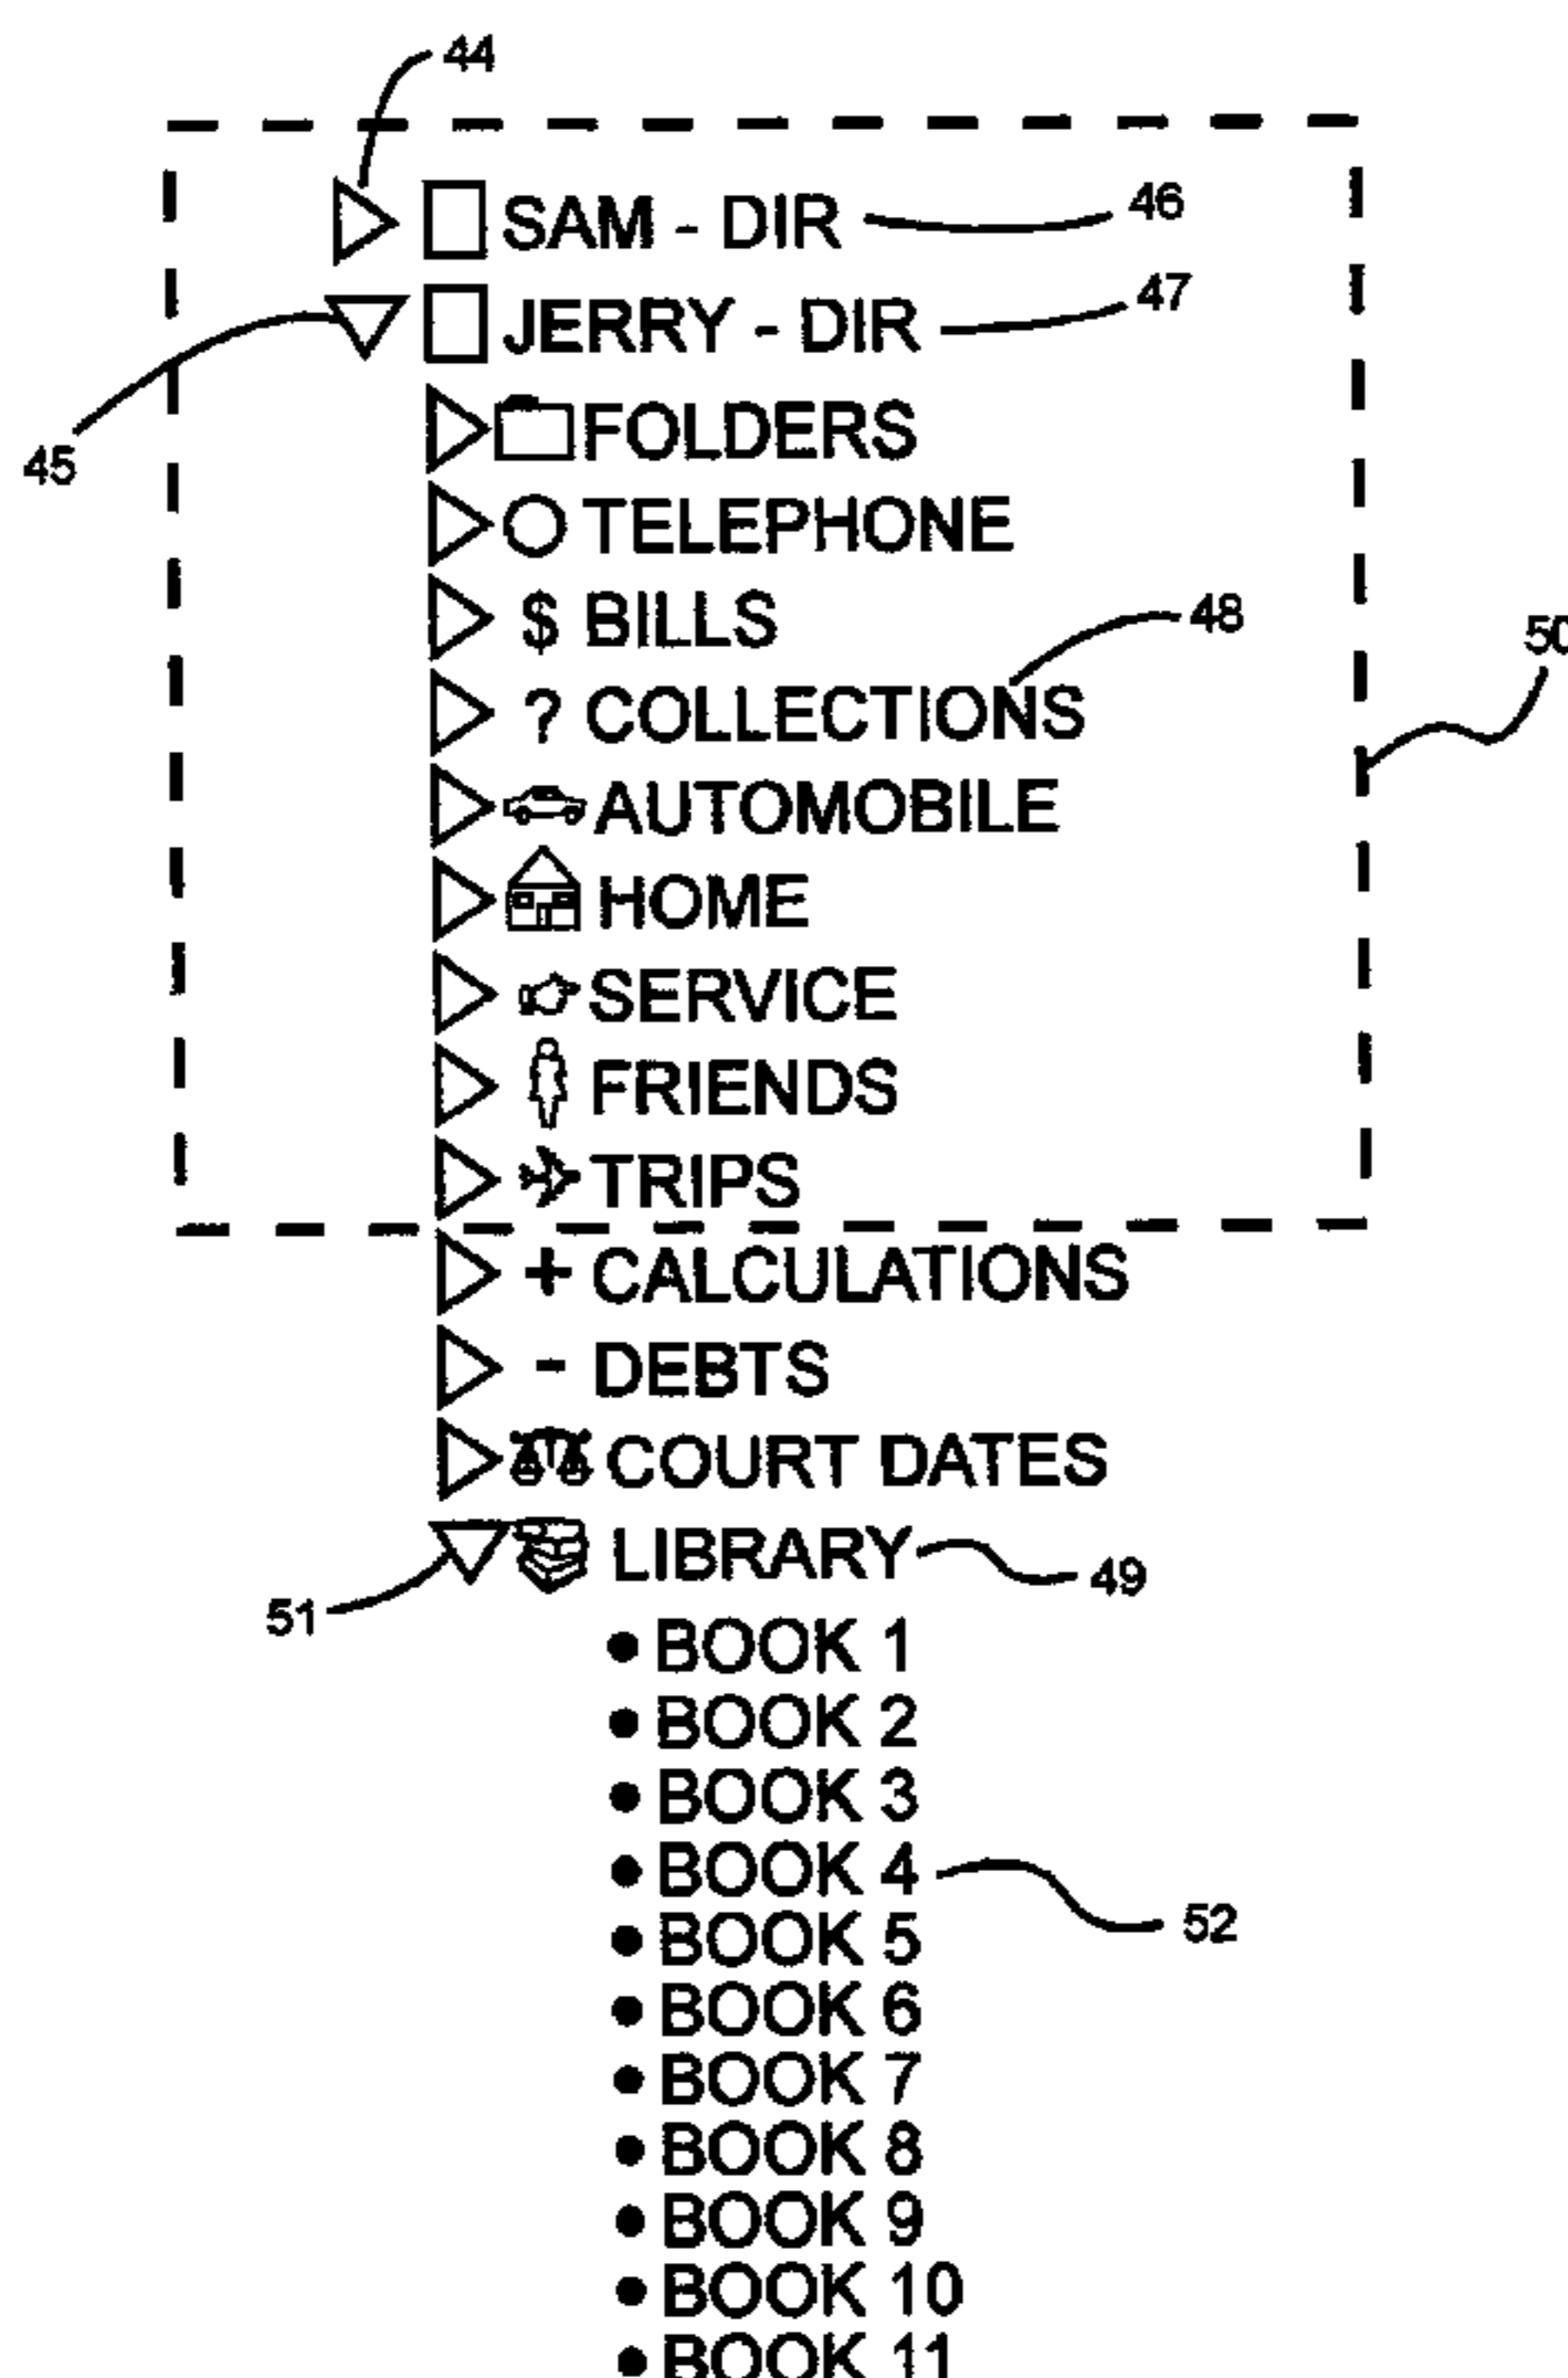 44
SAM - DIR 46
JERRY - DIR 47
45
FOLDERS
TELEPHONE
$ BILLS
48
50
? COLLECTIONS
AUTOMOBILE
HOME
SERVICE
FRIENDS
TRIPS
+ CALCULATIONS
- DEBTS
COURT DATES
LIBRARY 49
51
• BOOK 1
• BOOK 2
• BOOK 3
• BOOK 4
52
• BOOK 5
• BOOK 6
• BOOK 7
• BOOK 8
• BOOK 9
• BOOK 10
• BOOK 11